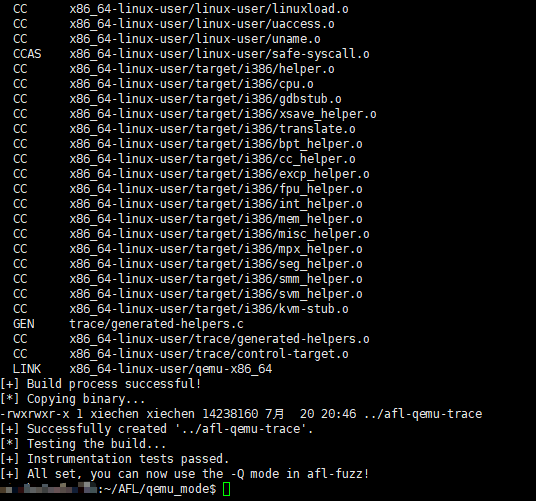 CC x86_64-linux-user/linux-user/linuxload.o
CC x86_64-linux-user/linux-user/uaccess.o
CC x86_64-linux-user/linux-user/uname.o
CCAS x86_64-linux-user/linux-user/safe-syscall.o
CC x86_64-linux-user/target/i386/helper.o
CC x86_64-linux-user/target/i386/cpu.o
CC x86_64-linux-user/target/i386/gdbstub.o
CC x86_64-linux-user/target/i386/xsave_helper.o
CC x86_64-linux-user/target/i386/translate.o
CC x86_64-linux-user/target/i386/bpt_helper.o
CC x86_64-linux-user/target/i386/cc_helper.o
CC x86_64-linux-user/target/i386/excp_helper.o
CC x86_64-linux-user/target/i386/fpu_helper.o
CC x86_64-linux-user/target/i386/int_helper.o
CC x86_64-linux-user/target/i386/mem_helper.o
CC x86_64-linux-user/target/i386/misc_helper.o
CC x86_64-linux-user/target/i386/mpx_helper.o
CC x86_64-linux-user/target/i386/seg_helper.o
CC x86_64-linux-user/target/i386/smm_helper.o
CC x86_64-linux-user/target/i386/svm_helper.o
CC x86_64-linux-user/target/i386/kvm-stub.o
GEN trace/generated-helpers.c
CC x86_64-linux-user/trace/generated-helpers.o
CC x86_64-linux-user/trace/control-target.o
LINK x86_64-linux-user/qemu-x86_64
[+] Build process successful!
[*] Copying binary...
-rwxrwxr-x 1 xiechen xiechen 14238160 7月 20 20:46 ../afl-qemu-trace
[+] Successfully created '../afl-qemu-trace'.
[*] Testing the build...
[+] Instrumentation tests passed.
[+] All set, you can now use the -Q mode in afl-fuzz!
:~/AFL/qemu_mode$